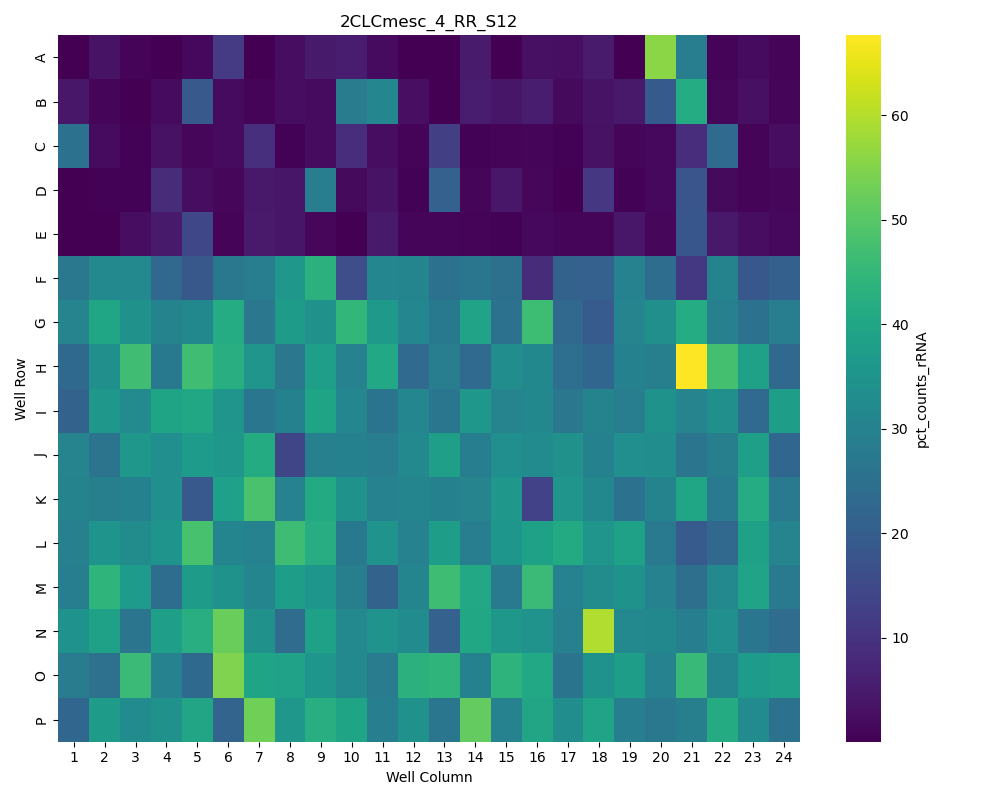 2CLCmesc_4_RR_S12
A
B
C
D
E
F
G
H
I
J
K
L
M
N
O
P
Well Row
1 2 3 4 5 6 7 8 9 10 11 12 13 14 15 16 17 18 19 20 21 22 23 24
Well Column
60
50
40
30
20
10
pct_counts_rRNA